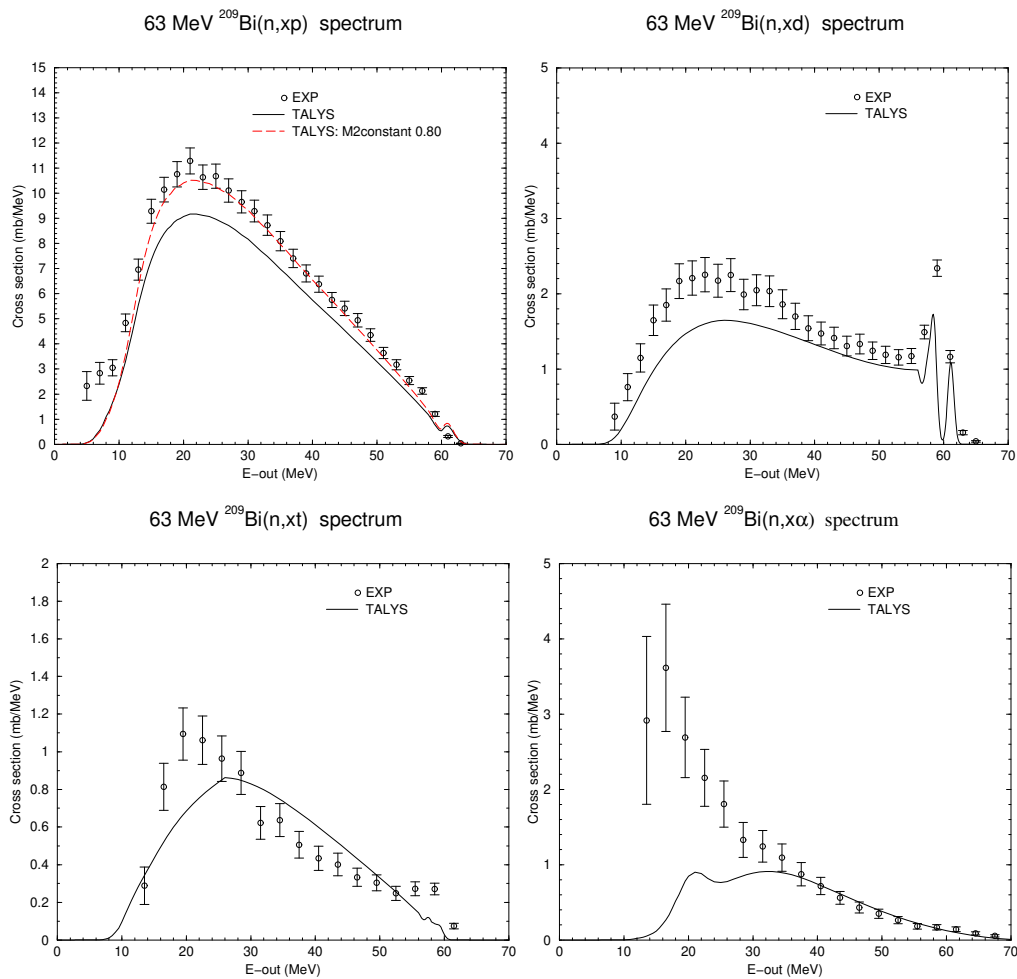 63 MeV ²⁰⁹Bi(n,xp) spectrum
15
14
13
12
11
10
9
8
7
6
5
4
3
2
1
0
Cross section (mb/MeV)
EXP
TALYS
TALYS: M2constant 0.80
0 10 20 30 40 50 60 70
E−out (MeV)
63 MeV ²⁰⁹Bi(n,xd) spectrum
5
4
3
2
1
0
Cross section (mb/MeV)
EXP
TALYS
0 10 20 30 40 50 60 70
E−out (MeV)
63 MeV ²⁰⁹Bi(n,xt) spectrum
2
1.8
1.6
1.4
1.2
1
0.8
0.6
0.4
0.2
0
Cross section (mb/MeV)
EXP
TALYS
0 10 20 30 40 50 60 70
E−out (MeV)
63 MeV ²⁰⁹Bi(n,xα) spectrum
5
4
3
2
1
0
Cross section (mb/MeV)
EXP
TALYS
0 10 20 30 40 50 60 70
E−out (MeV)